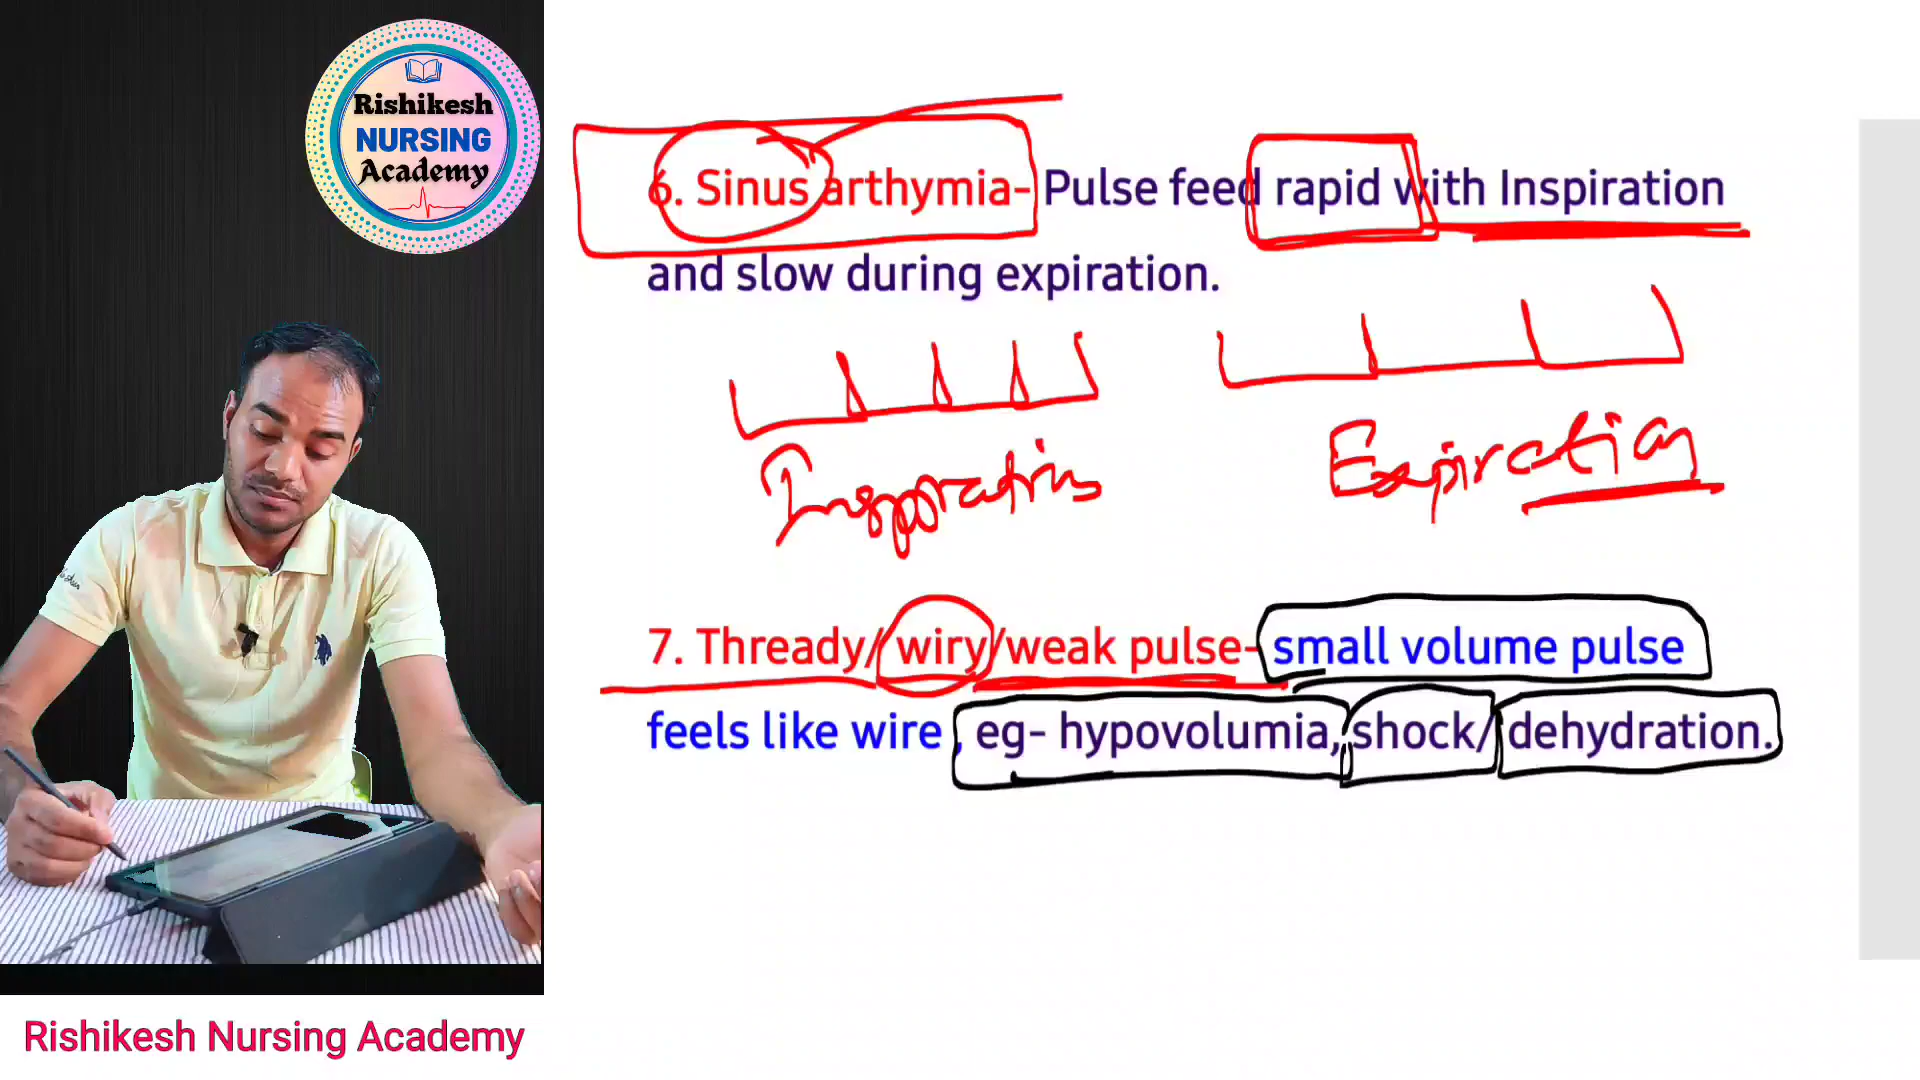 Rishikesh
NURSING
Academy
6. Sinus arthymia- Pulse feed rapid with Inspiration
and slow during expiration.
Inspiration
Expiration
7. Thready/ wiry/weak pulse- small volume pulse
feels like wire , eg- hypovolumia, shock/ dehydration.
Rishikesh Nursing Academy